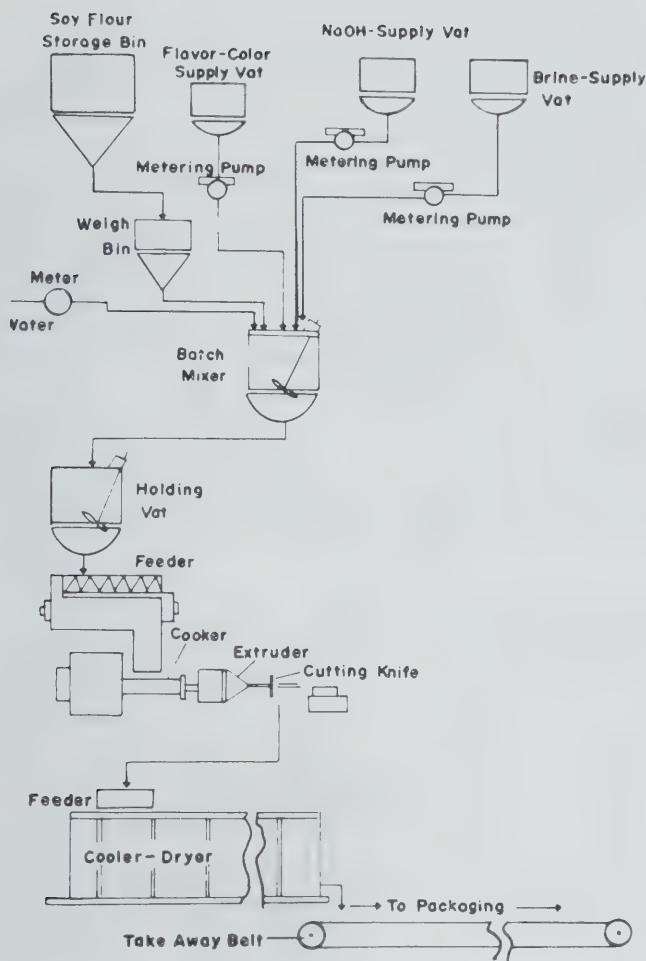 Soy Flour
Storage Bin
Flavor-Color
Supply Vat
NaOH-Supply Vat
Brine-Supply
Vat
Metering Pump
Metering Pump
Metering Pump
Weigh
Bin
Meter
Water
Batch
Mixer
Holding
Vat
Feeder
Cooker
Extruder
Cutting Knife
Feeder
Cooler-Dryer
To Packaging
Take Away Belt